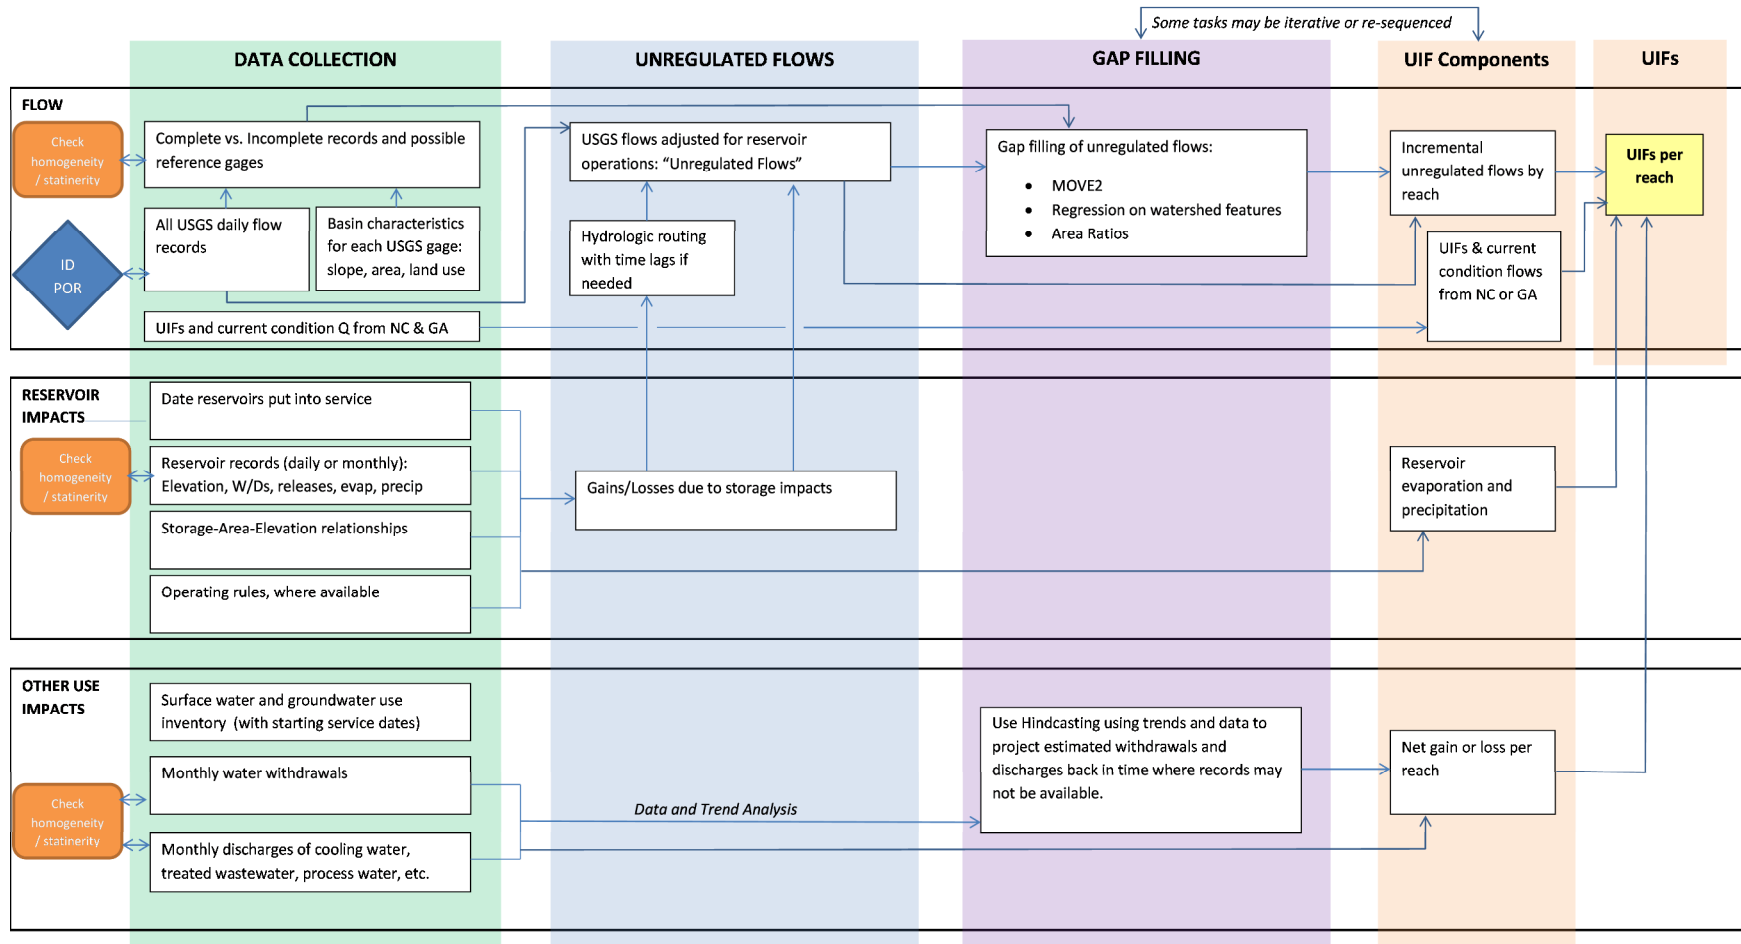 Some tasks may be iterative or re-sequenced
DATA COLLECTION
UNREGULATED FLOWS
GAP FILLING
UIF Components
UIFs
FLOW
Check
homogeneity
/ statinerity
Complete vs. Incomplete records and possible
reference gages
All USGS daily flow
records
Basin characteristics
for each USGS gage:
slope, area, land use
ID
POR
UIFs and current condition Q from NC & GA
USGS flows adjusted for reservoir
operations: “Unregulated Flows”
Hydrologic routing
with time lags if
needed
Gap filling of unregulated flows:
• MOVE2
• Regression on watershed features
• Area Ratios
Incremental
unregulated flows by
reach
UIFs & current
condition flows
from NC or GA
UIFs per
reach
RESERVOIR
IMPACTS
Check
homogeneity
/ statinerity
Date reservoirs put into service
Reservoir records (daily or monthly):
Elevation, W/Ds, releases, evap, precip
Storage-Area-Elevation relationships
Operating rules, where available
Gains/Losses due to storage impacts
Reservoir
evaporation and
precipitation
OTHER USE
IMPACTS
Surface water and groundwater use
inventory (with starting service dates)
Monthly water withdrawals
Check
homogeneity
/ statinerity
Monthly discharges of cooling water,
treated wastewater, process water, etc.
Data and Trend Analysis
Use Hindcasting using trends and data to
project estimated withdrawals and
discharges back in time where records may
not be available.
Net gain or loss per
reach